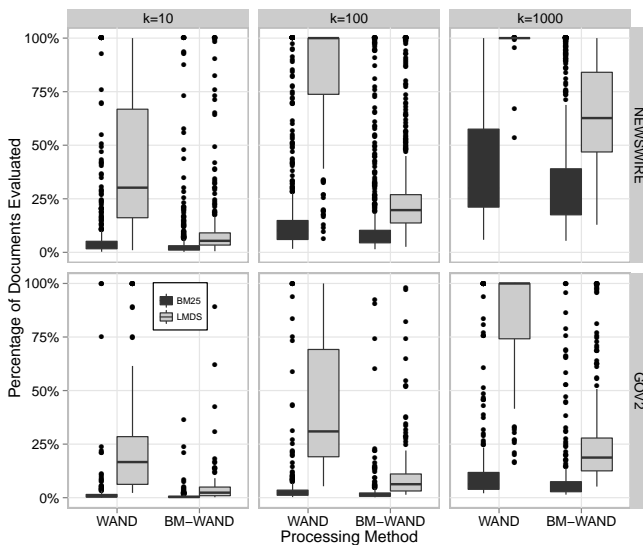 k=10 k=100 k=1000
100%
75%
50%
25%
0%
NEWSWIRE
100%
75%
50%
25%
0%
GOV2
BM25
LMDS
Percentage of Documents Evaluated
WAND BM−WAND WAND BM−WAND WAND BM−WAND
Processing Method